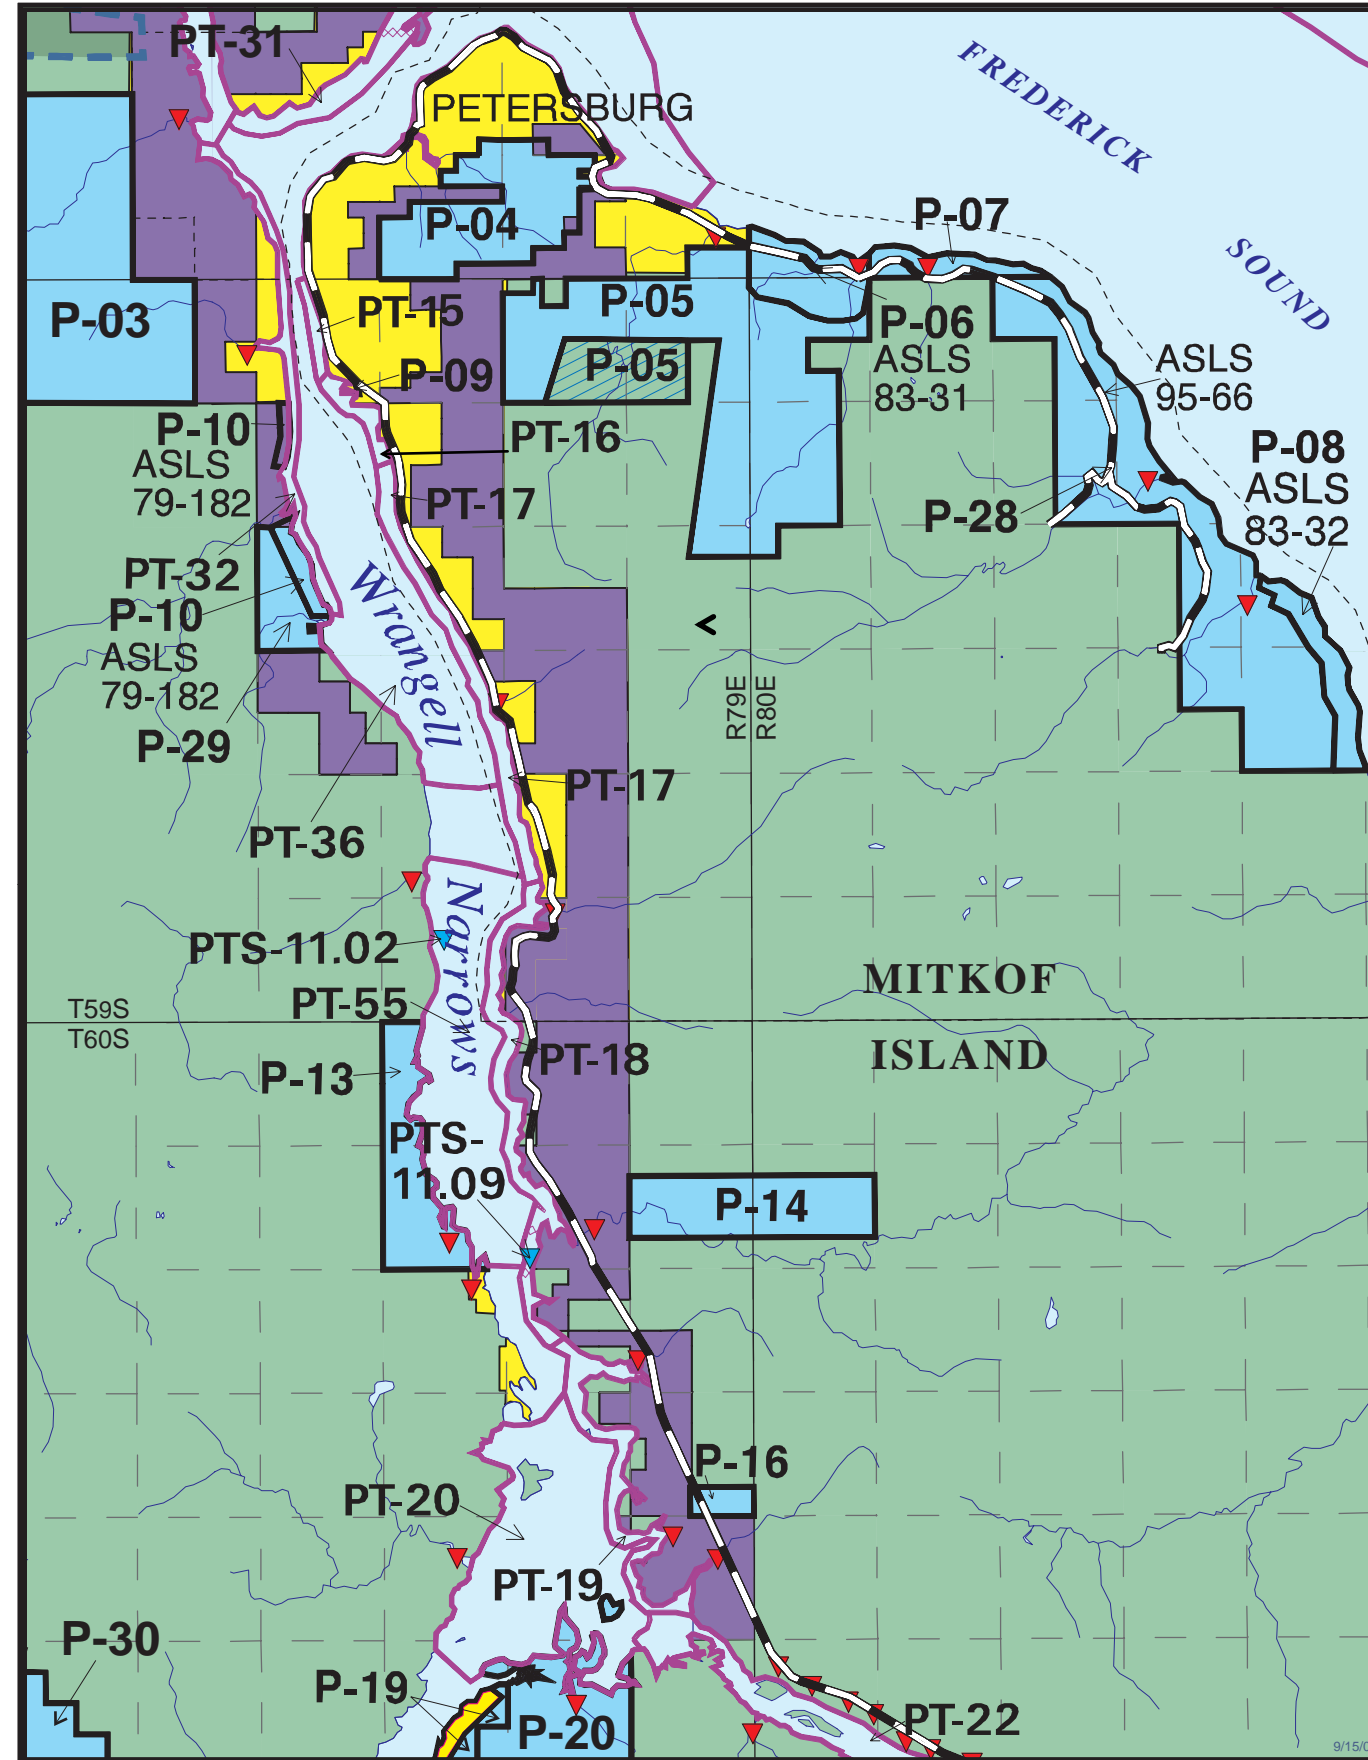 PT-31
FREDERICK
SOUND
PETERSBURG
P-04
P-07
P-03
PT-15
P-05
P-06
ASLS
83-31
P-05
P-09
ASLS
95-66
P-10
ASLS
79-182
PT-16
P-08
ASLS
83-32
PT-17
P-28
PT-32
P-10
ASLS
79-182
P-29
Wrangell
R79E
R80E
PT-17
PT-36
Narrows
PTS-11.02
MITKOF
ISLAND
PT-55
T59S
T60S
PT-18
P-13
PTS-
11.09
P-14
P-16
PT-20
PT-19
P-30
P-19
P-20
PT-22